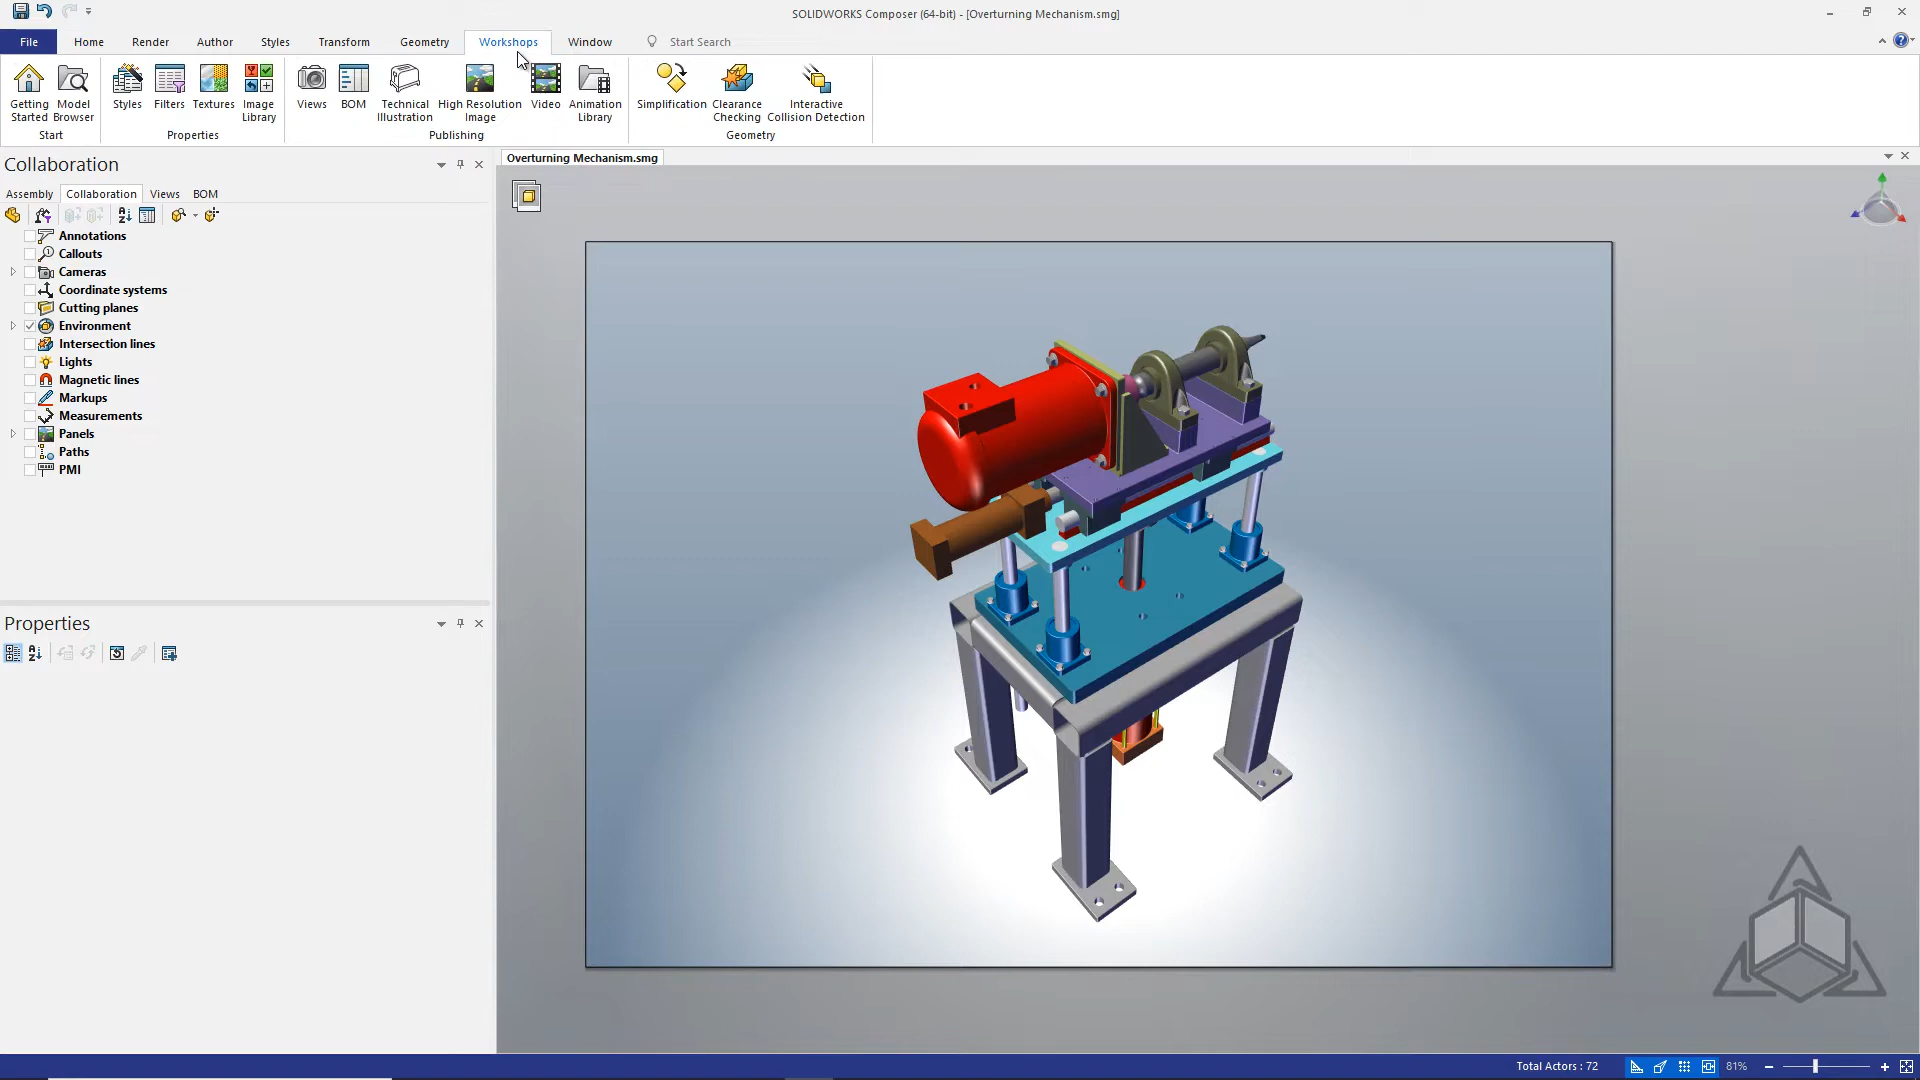 SOLIDWORKS Composer (64-bit) - [Overturning Mechanism.smg]
File Home Render Author Styles Transform Geometry Workshops Window Start Search
Getting Started Model Browser Styles Filters Textures Image Library Views BOM Technical Illustration High Resolution Image Video Animation Library Simplification Clearance Checking Interactive Collision Detection
Start Properties Publishing Geometry
Collaboration
Overturning Mechanism.smg
Assembly Collaboration Views BOM
Annotations
Callouts
Cameras
Coordinate systems
Cutting planes
Environment
Intersection lines
Lights
Magnetic lines
Markups
Measurements
Panels
Paths
PMI
Properties
Total Actors : 72 81%